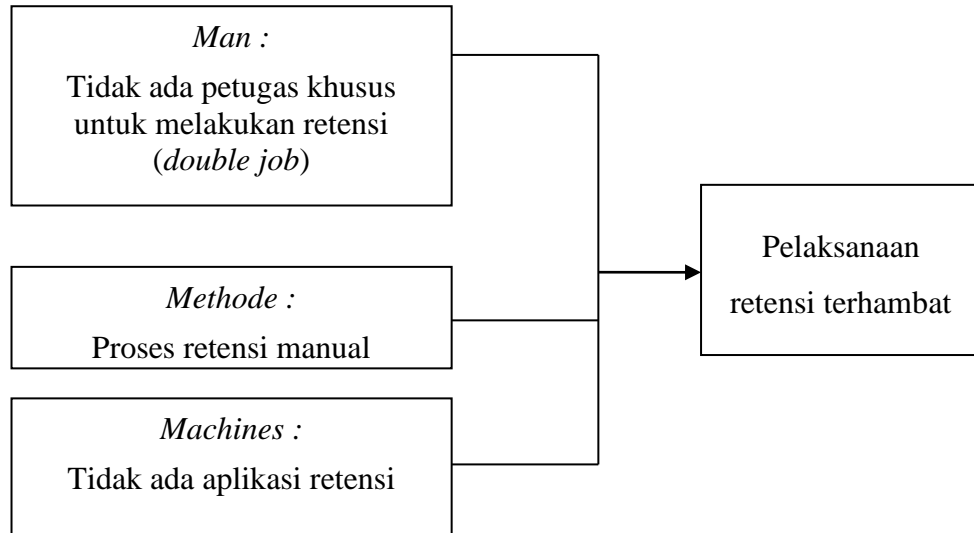 Man :
Tidak ada petugas khusus
untuk melakukan retensi
(double job)
Methode :
Proses retensi manual
Machines :
Tidak ada aplikasi retensi
Pelaksanaan
retensi terhambat